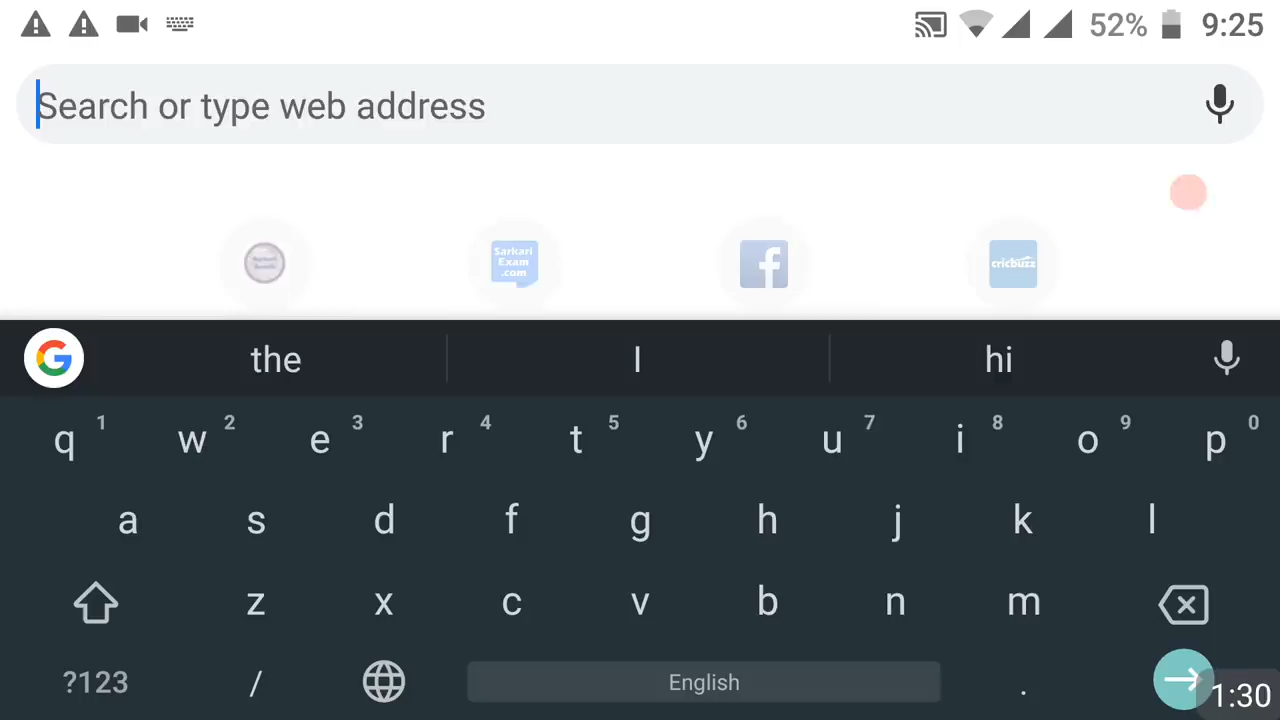 52% 9:25
Search or type web address
Sarkari
Exam
.com
cricbuzz
the I hi
q 1 w 2 e 3 r 4 t 5 y 6 u 7 i 8 o 9 p 0
a s d f g h j k l
z x c v b n m
?123 / English .
1:30